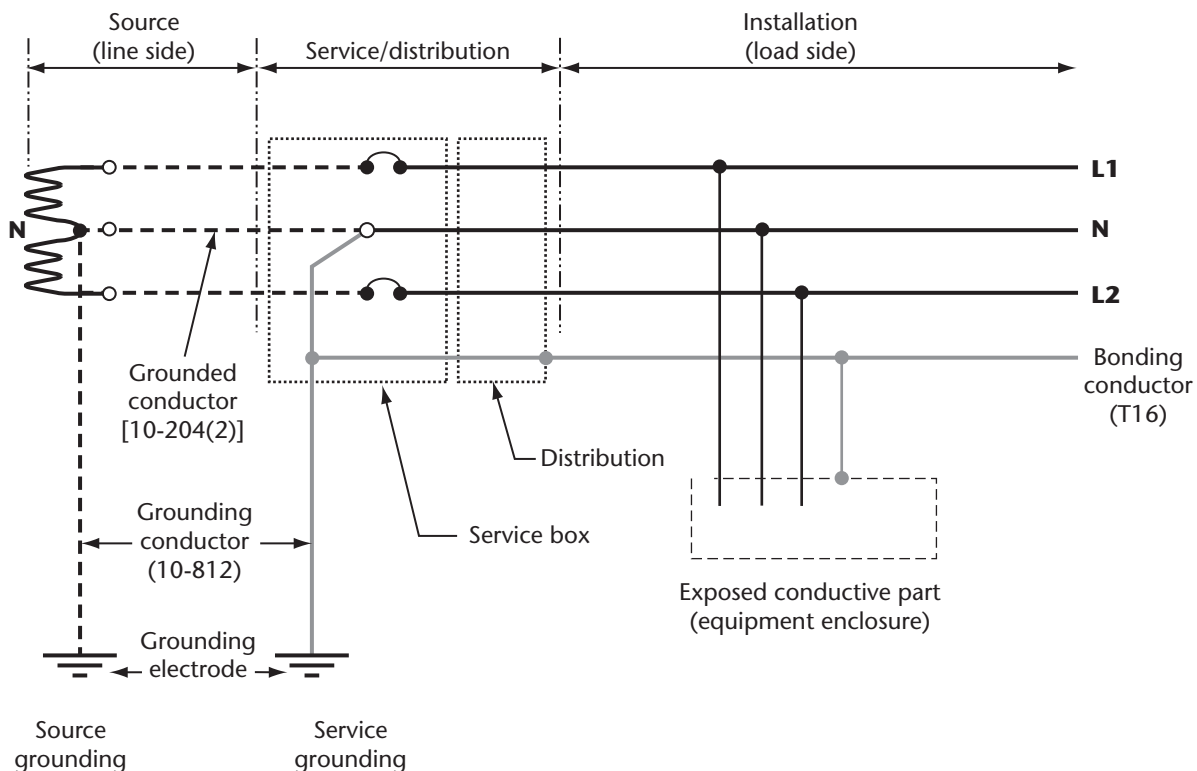 Source
(line side)
Service/distribution
Installation
(load side)
L1
N
N
L2
Grounded
conductor
[10-204(2)]
Bonding
conductor
(T16)
Distribution
Grounding
conductor
(10-812)
Service box
Exposed conductive part
(equipment enclosure)
Grounding
electrode
Source
grounding
Service
grounding